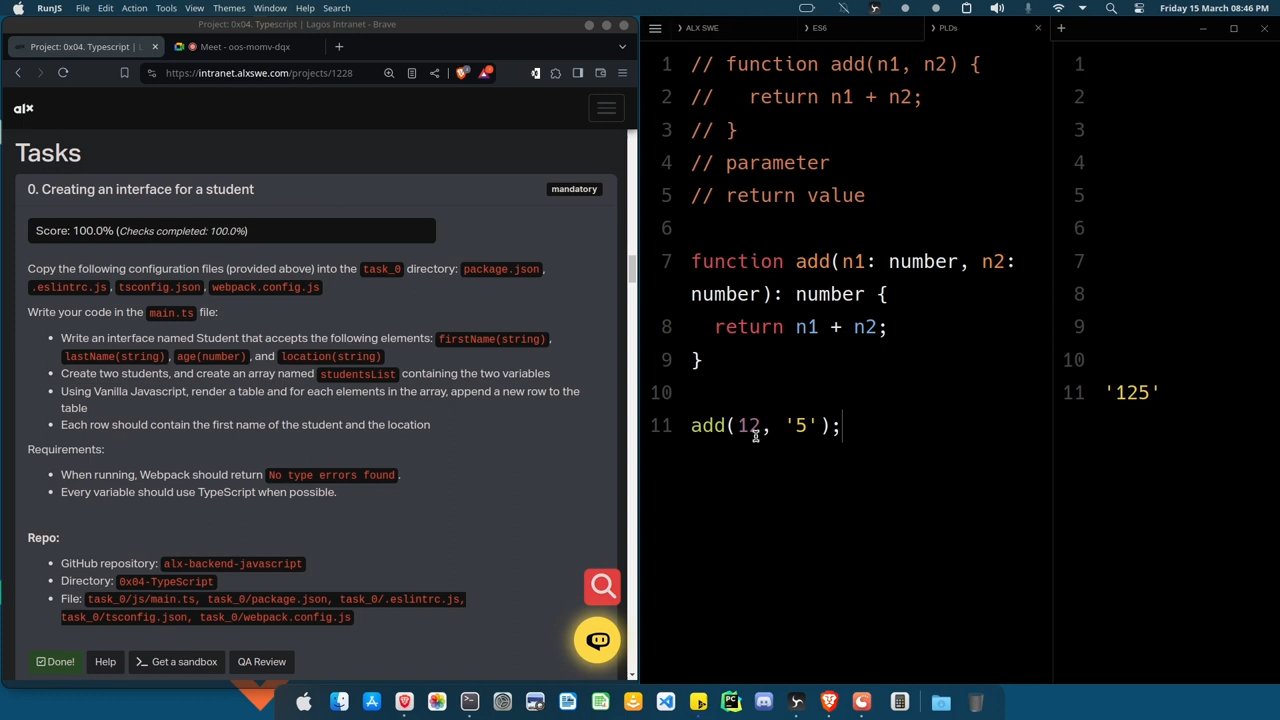 RunJS File Edit Actions Tools View Themes Window Help Search
Friday 15 March 08:46 PM
Project: 0x04. Typescript | Lagos Intranet - Brave
Project: 0x04. Typescript | L
Meet - oos-momv-dqx
https://intranet.alxswe.com/projects/1228
alx
Tasks
0. Creating an interface for a student
mandatory
Score: 100.0% (Checks completed: 100.0%)
Copy the following configuration files (provided above) into the task_0 directory: package.json,
.eslintrc.js, tsconfig.json, webpack.config.js
Write your code in the main.ts file:
Write an interface named Student that accepts the following elements: firstName(string),
lastName(string), age(number), and location(string)
Create two students, and create an array named studentsList containing the two variables
Using Vanilla Javascript, render a table and for each elements in the array, append a new row to the
table
Each row should contain the first name of the student and the location
Requirements:
When running, Webpack should return No type errors found.
Every variable should use TypeScript when possible.
Repo:
GitHub repository: alx-backend-javascript
Directory: 0x04-TypeScript
File: task_0/js/main.ts, task_0/package.json, task_0/.eslintrc.js,
task_0/tsconfig.json, task_0/webpack.config.js
Done! Help Get a sandbox QA Review
ALX SWE
ES6
PLDs
1 // function add(n1, n2) {
2 //   return n1 + n2;
3 // }
4 // parameter
5 // return value
6
7 function add(n1: number, n2:
number): number {
8   return n1 + n2;
9 }
10
11 add(12, '5');
1
2
3
4
5
6
7
8
9
10
11 '125'
PC